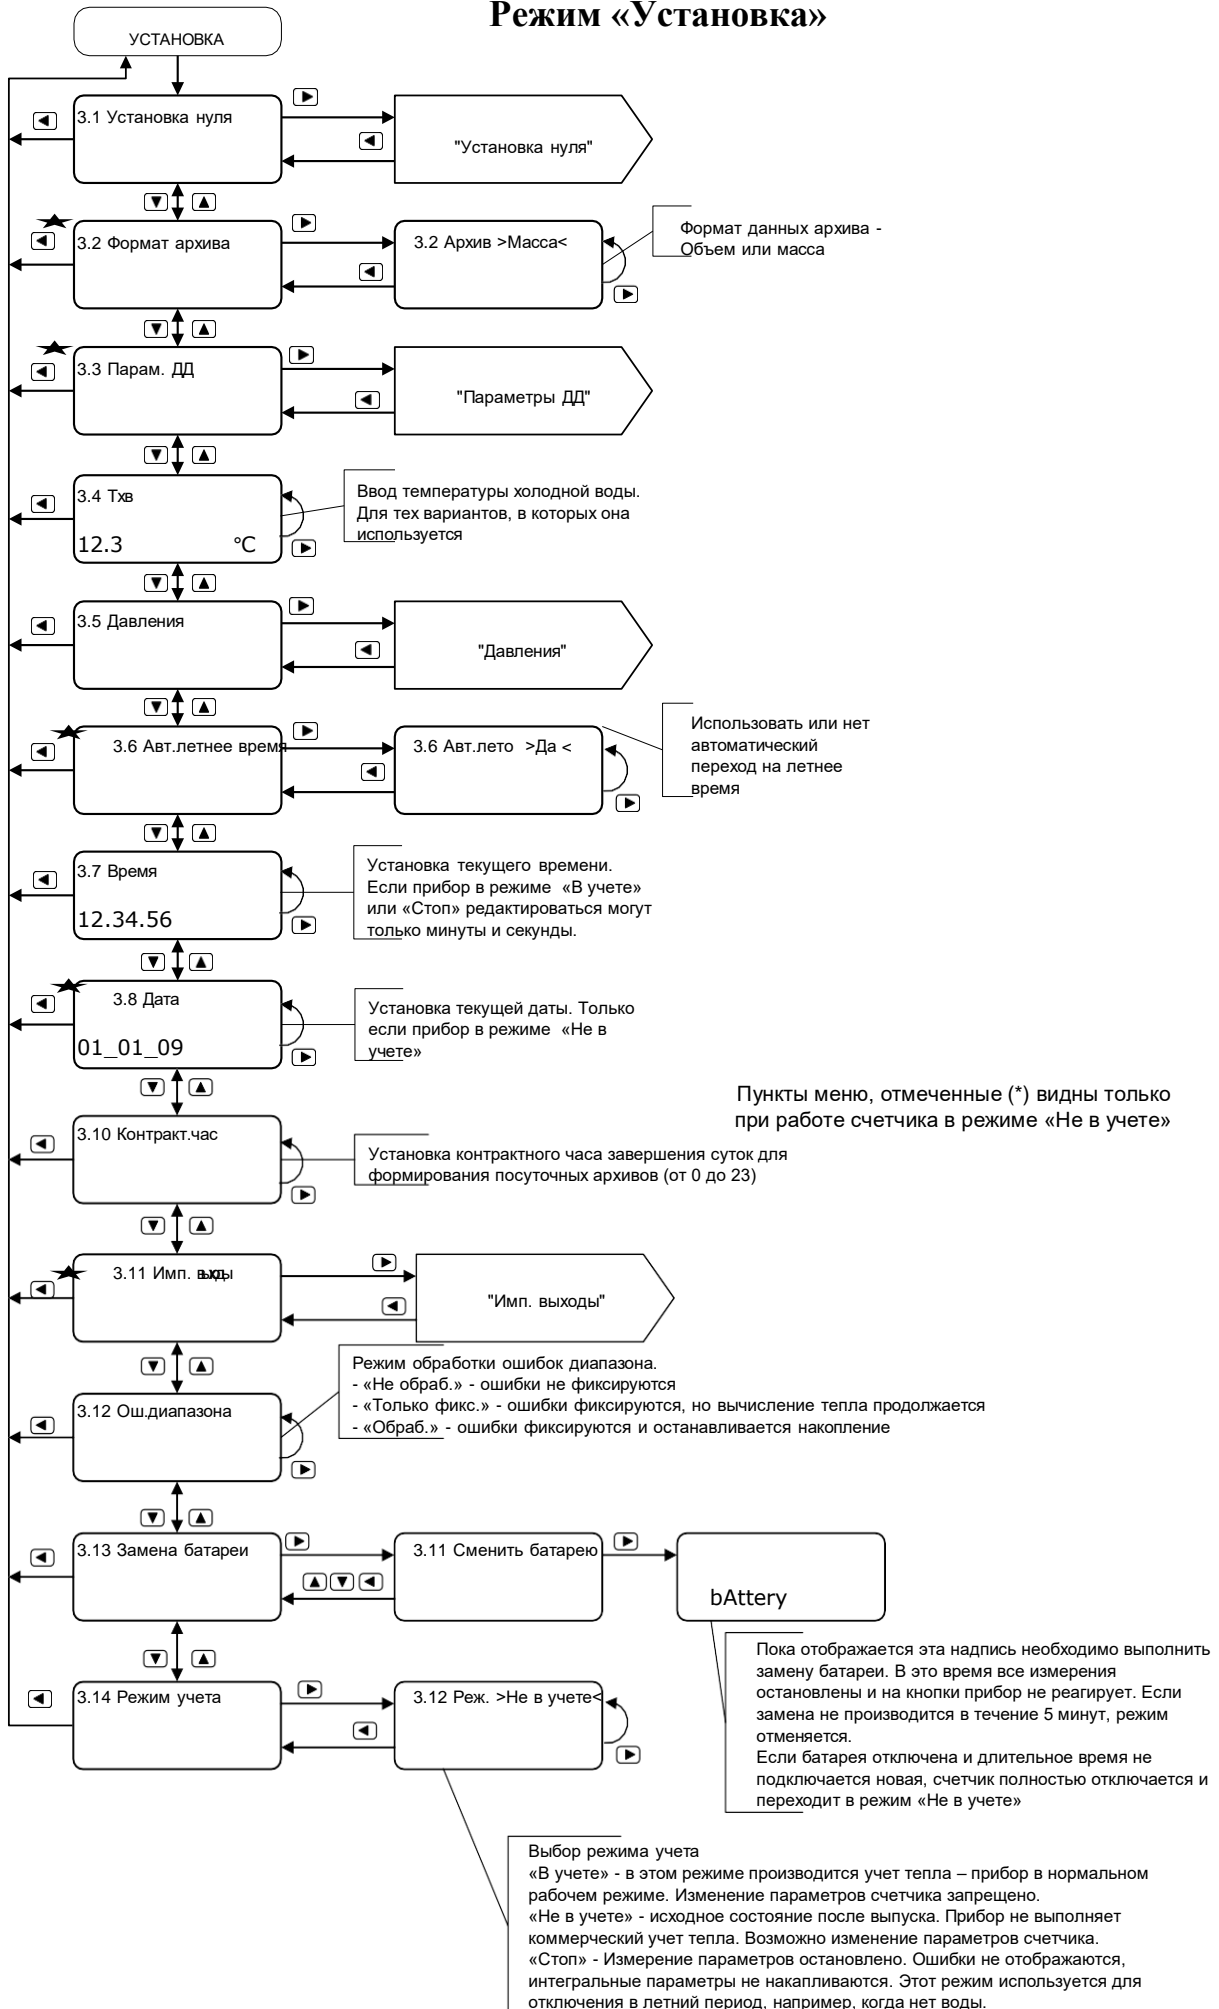 Режим «Установка»
УСТАНОВКА
3.1 Установка нуля
"Установка нуля"
3.2 Формат архива
3.2 Архив >Масса<
Формат данных архива -
Объем или масса
3.3 Парам. ДД
"Параметры ДД"
3.4 Тхв
12.3 °C
Ввод температуры холодной воды.
Для тех вариантов, в которых она
используется
3.5 Давления
"Давления"
3.6 Авт.летнее время
3.6 Авт.лето >Да <
Использовать или нет
автоматический
переход на летнее
время
3.7 Время
12.34.56
Установка текущего времени.
Если прибор в режиме «В учете»
или «Стоп» редактироваться могут
только минуты и секунды.
3.8 Дата
01_01_09
Установка текущей даты. Только
если прибор в режиме «Не в
учете»
Пункты меню, отмеченные (*) видны только
при работе счетчика в режиме «Не в учете»
3.10 Контракт.час
Установка контрактного часа завершения суток для
формирования посуточных архивов (от 0 до 23)
3.11 Имп.
"Имп. выходы"
3.12 Ош.диапазона
Режим обработки ошибок диапазона.
- «Не обраб.» - ошибки не фиксируются
- «Только фикс.» - ошибки фиксируются, но вычисление тепла продолжается
- «Обраб.» - ошибки фиксируются и останавливается накопление
3.13 Замена батареи
3.11 Сменить батарею
bAttery
Пока отображается эта надпись необходимо выполнить
замену батареи. В это время все измерения
остановлены и на кнопки прибор не реагирует. Если
замена не производится в течение 5 минут, режим
отменяется.
Если батарея отключена и длительное время не
подключается новая, счетчик полностью отключается и
переходит в режим «Не в учете»
3.14 Режим учета
3.12 Реж. >Не в учете<
Выбор режима учета
«В учете» - в этом режиме производится учет тепла – прибор в нормальном
рабочем режиме. Изменение параметров счетчика запрещено.
«Не в учете» - исходное состояние после выпуска. Прибор не выполняет
коммерческий учет тепла. Возможно изменение параметров счетчика.
«Стоп» - Измерение параметров остановлено. Ошибки не отображаются,
интегральные параметры не накапливаются. Этот режим используется для
отключения в летний период, например, когда нет воды.